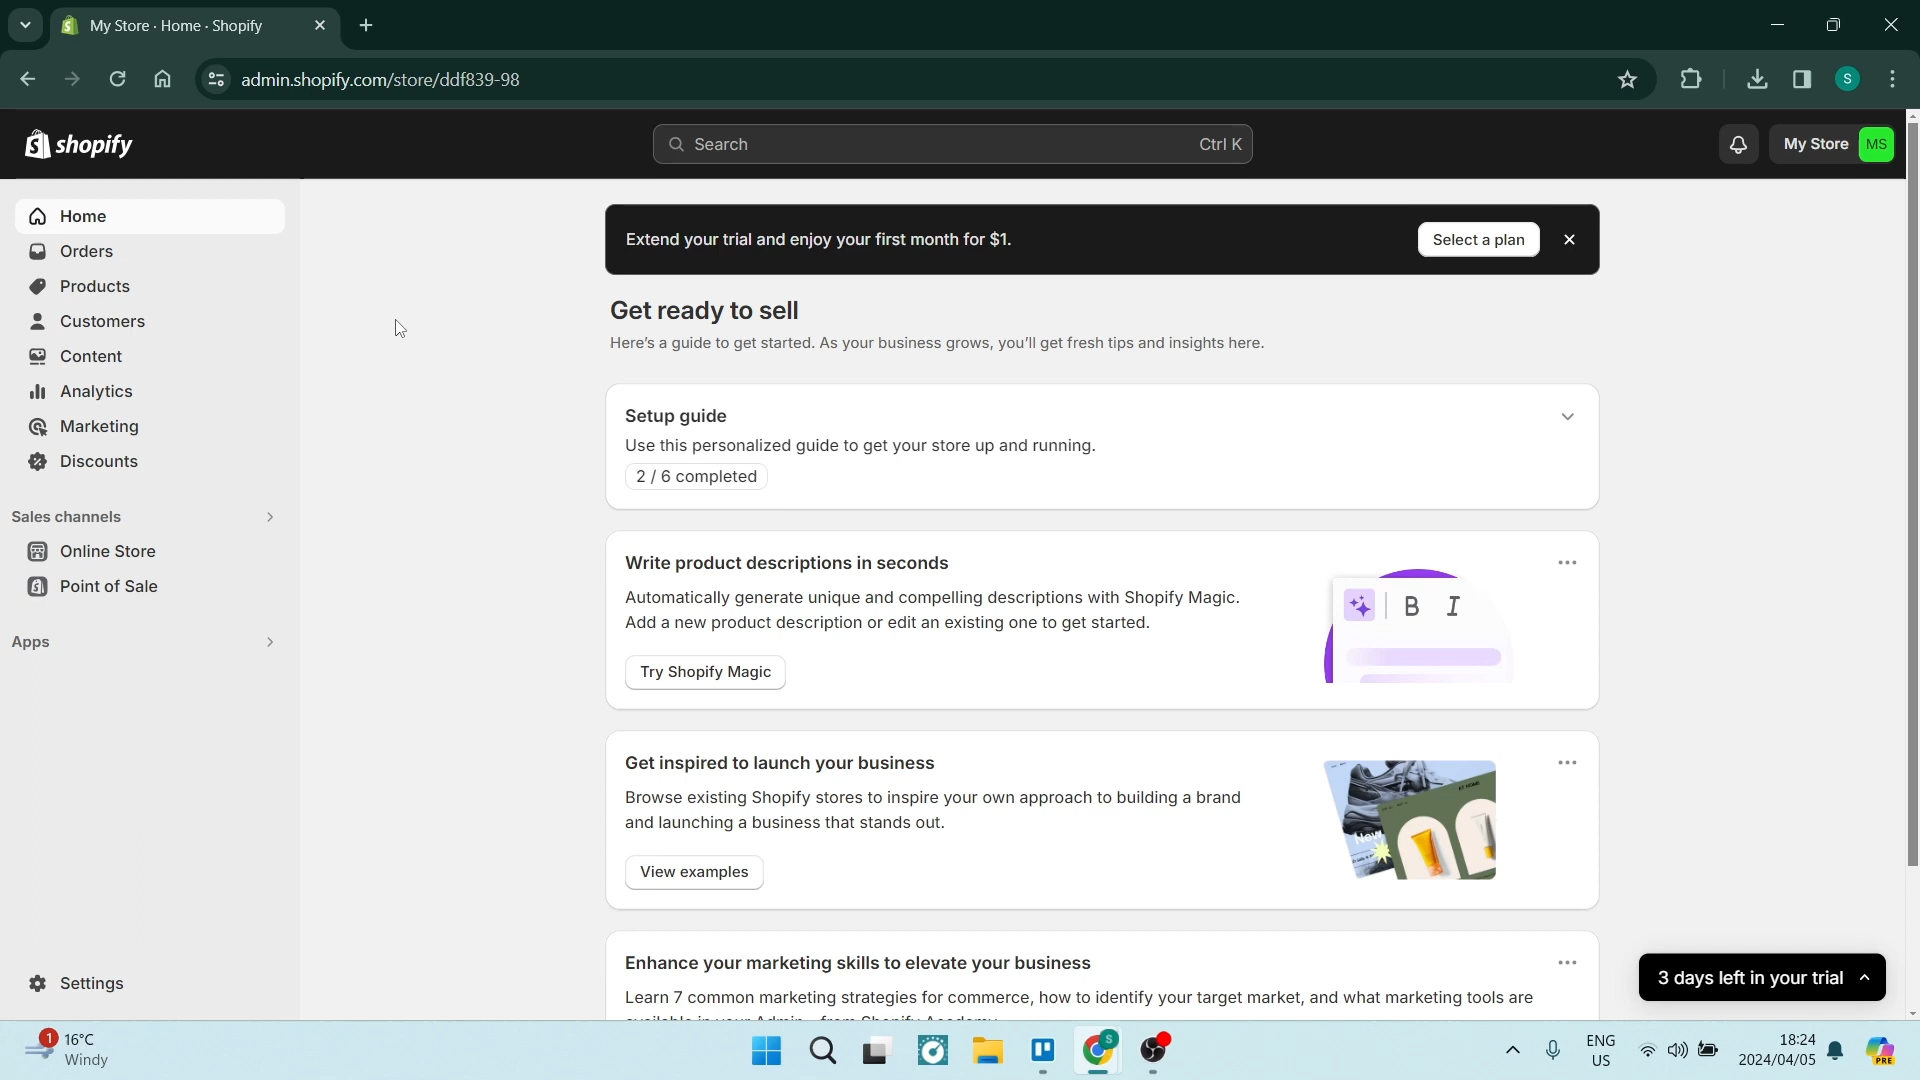 My Store · Home · Shopify
admin.shopify.com/store/ddf839-98
S
shopify
Search
Ctrl K
My Store
MS
Home
Orders
Products
Customers
Content
Analytics
Marketing
Discounts
Sales channels
Online Store
Point of Sale
Apps
Settings
Extend your trial and enjoy your first month for $1.
Select a plan
Get ready to sell
Here's a guide to get started. As your business grows, you'll get fresh tips and insights here.
Setup guide
Use this personalized guide to get your store up and running.
2 / 6 completed
Write product descriptions in seconds
Automatically generate unique and compelling descriptions with Shopify Magic.
Add a new product description or edit an existing one to get started.
Try Shopify Magic
B I
Get inspired to launch your business
Browse existing Shopify stores to inspire your own approach to building a brand
and launching a business that stands out.
View examples
New
Enhance your marketing skills to elevate your business
Learn 7 common marketing strategies for commerce, how to identify your target market, and what marketing tools are
3 days left in your trial
1
16°C
Windy
S
ENG
US
18:24
2024/04/05
PRE